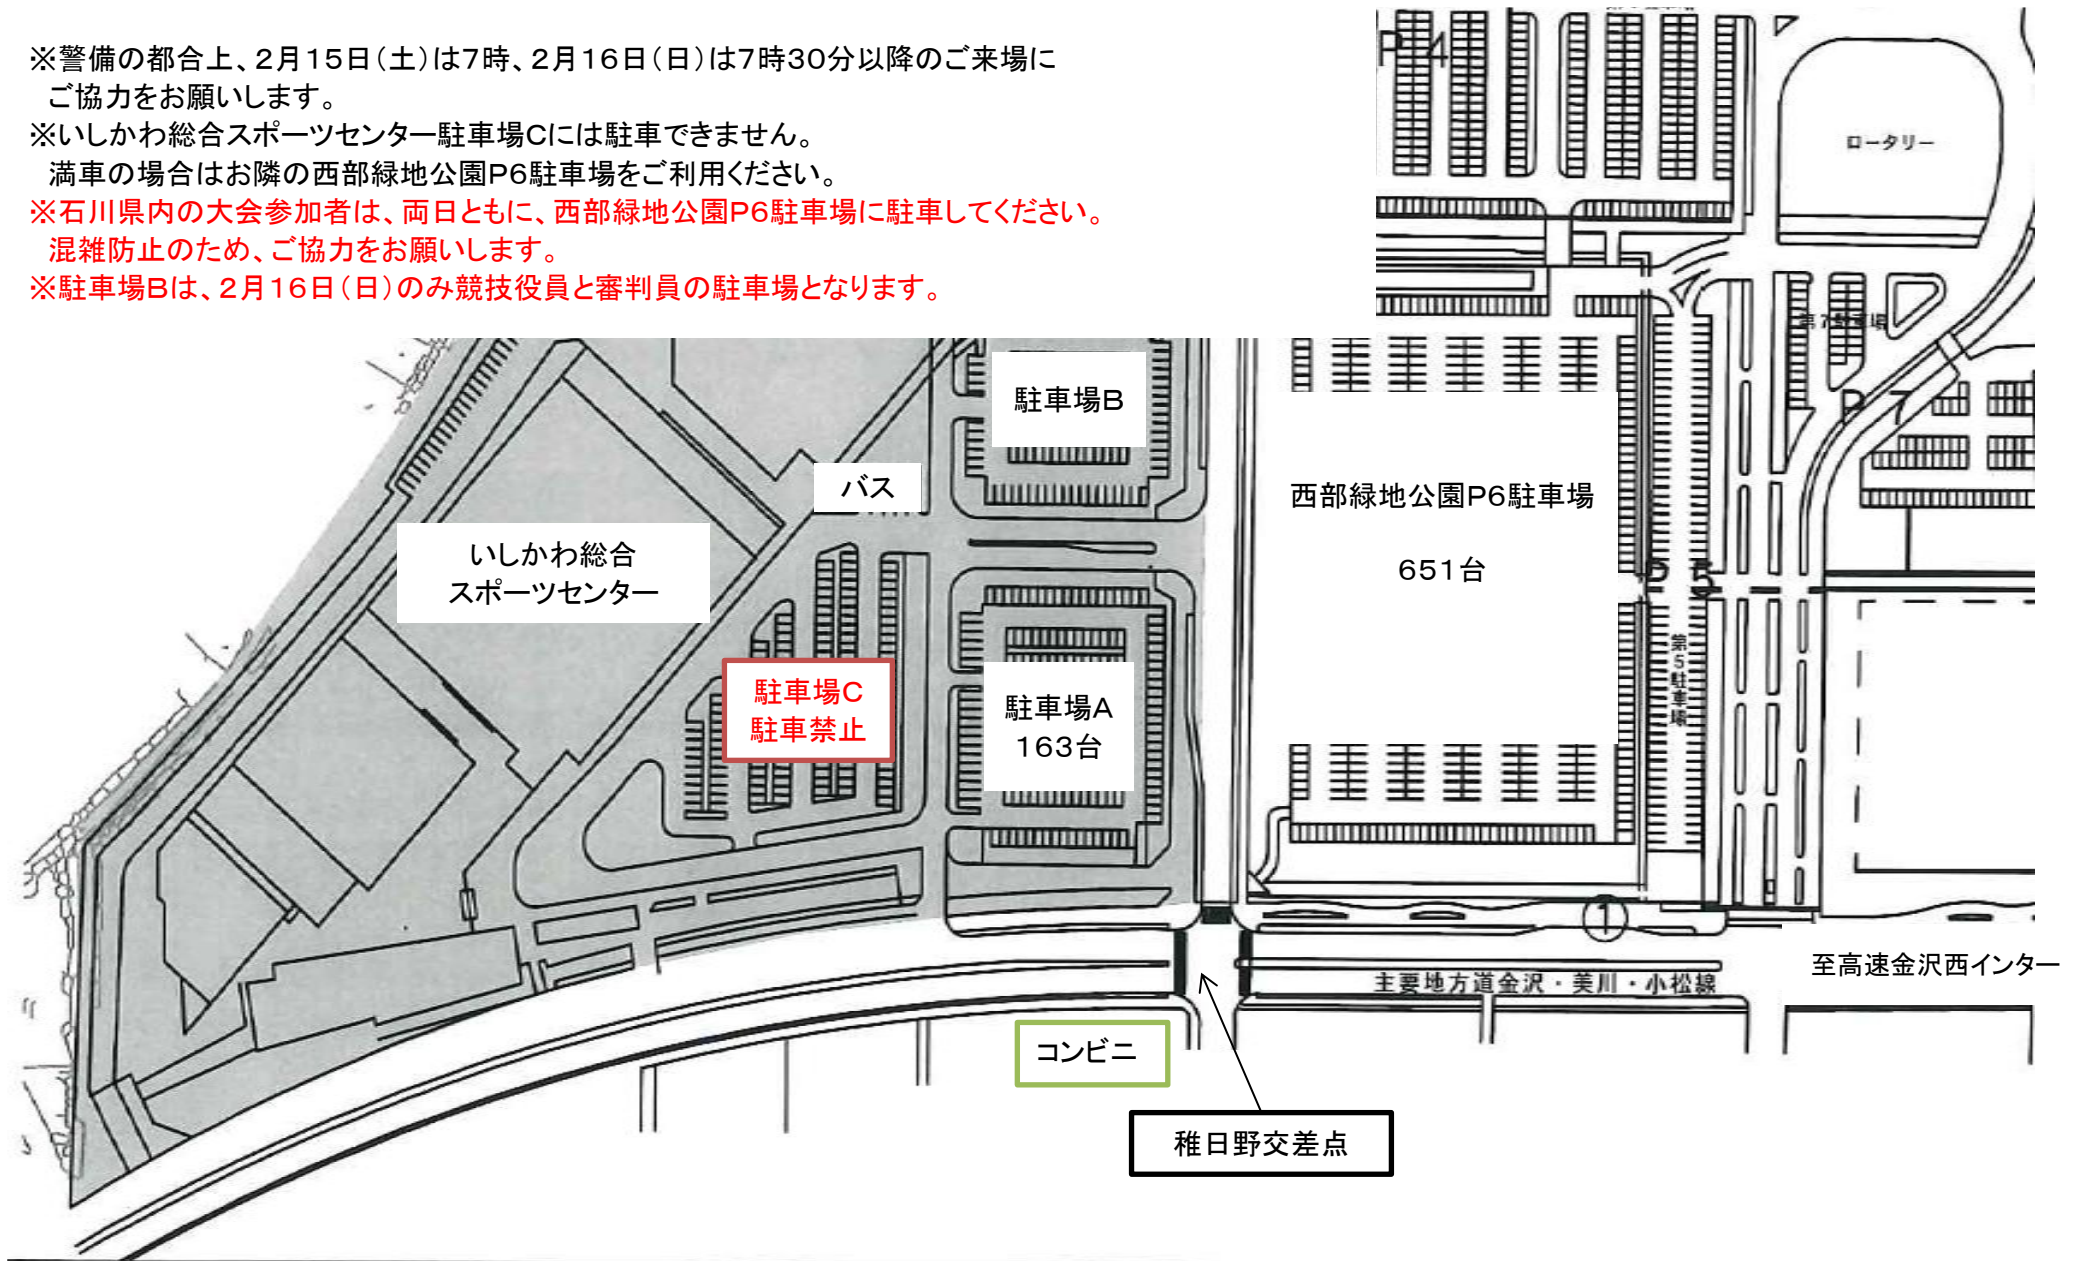 ※警備の都合上、2月15日（土）は7時、2月16日（日）は7時30分以降のご来場に
ご協力をお願いします。
※いしかわ総合スポーツセンター駐車場Cには駐車できません。
満車の場合はお隣の西部緑地公園P6駐車場をご利用ください。
※石川県内の大会参加者は、両日ともに、西部緑地公園P6駐車場に駐車してください。
混雑防止のため、ご協力をお願いします。
※駐車場Bは、2月16日（日）のみ競技役員と審判員の駐車場となります。
P 4
ロータリー
第7駐車場
P 7
駐車場B
バス
西部緑地公園P6駐車場
651台
いしかわ総合
スポーツセンター
P 5
第5駐車場
駐車場C
駐車禁止
駐車場A
163台
①
至高速金沢西インター
主要地方道金沢・美川・小松線
コンビニ
稚日野交差点